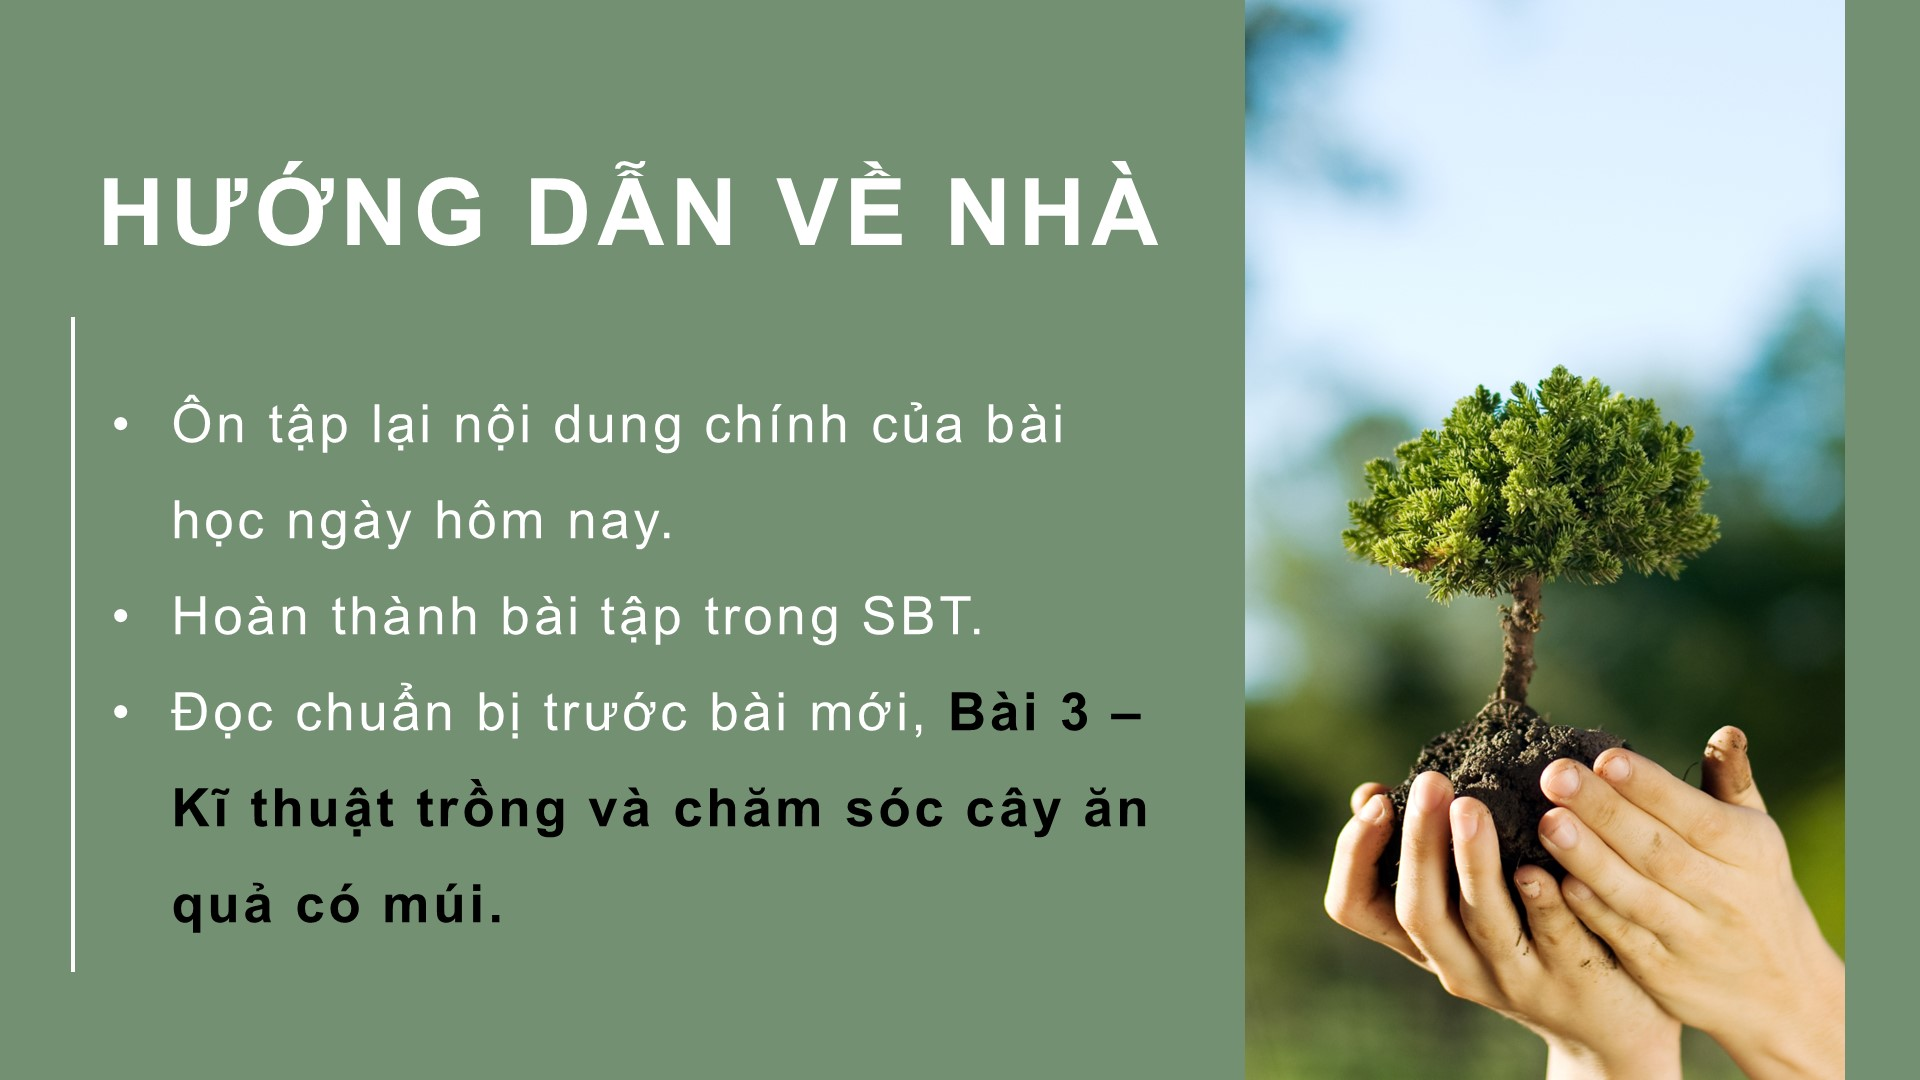 HƯỚNG DẪN VỀ NHÀ
• Ôn tập lại nội dung chính của bài
học ngày hôm nay.
• Hoàn thành bài tập trong SBT.
• Đọc chuẩn bị trước bài mới, Bài 3 –
Kĩ thuật trồng và chăm sóc cây ăn
quả có múi.